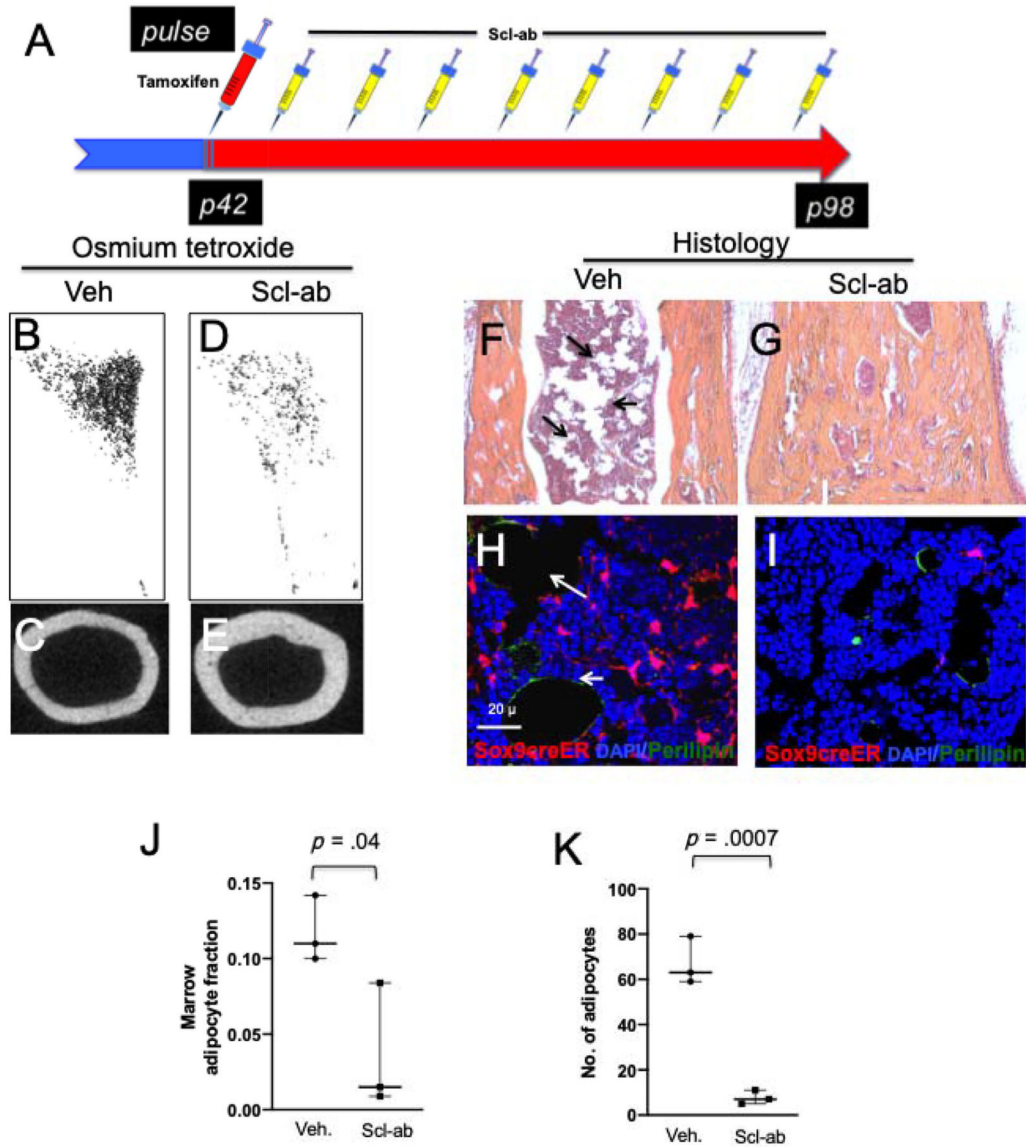 A
pulse
Scl-ab
Tamoxifen
p42
p98
Osmium tetroxide
Veh
Scl-ab
Histology
Veh
Scl-ab
B
D
C
E
F
G
H
20 µ
Sox9creER DAPI/Perilipin
I
Sox9creER DAPI/Perilipin
J
p = .04
Marrow
adipocyte fraction
0.15
0.10
0.05
0.00
Veh.
Scl-ab
K
p = .0007
No. of adipocytes
100
80
60
40
20
0
Veh.
Scl-ab